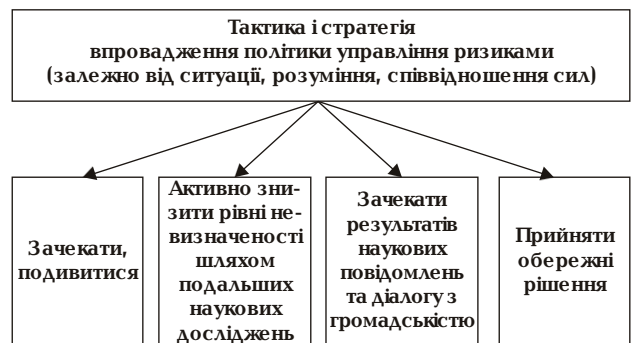 Тактика і стратегія
впровадження політики управління ризиками
(залежно від ситуації, розуміння, співвідношення сил)
Зачекати,
подивитися
Активно зни-
зити рівні не-
визначеності
шляхом
подальших
наукових
досліджень
Зачекати
результатів
наукових
повідомлень
та діалогу з
громадськістю
Прийняти
обережні
рішення